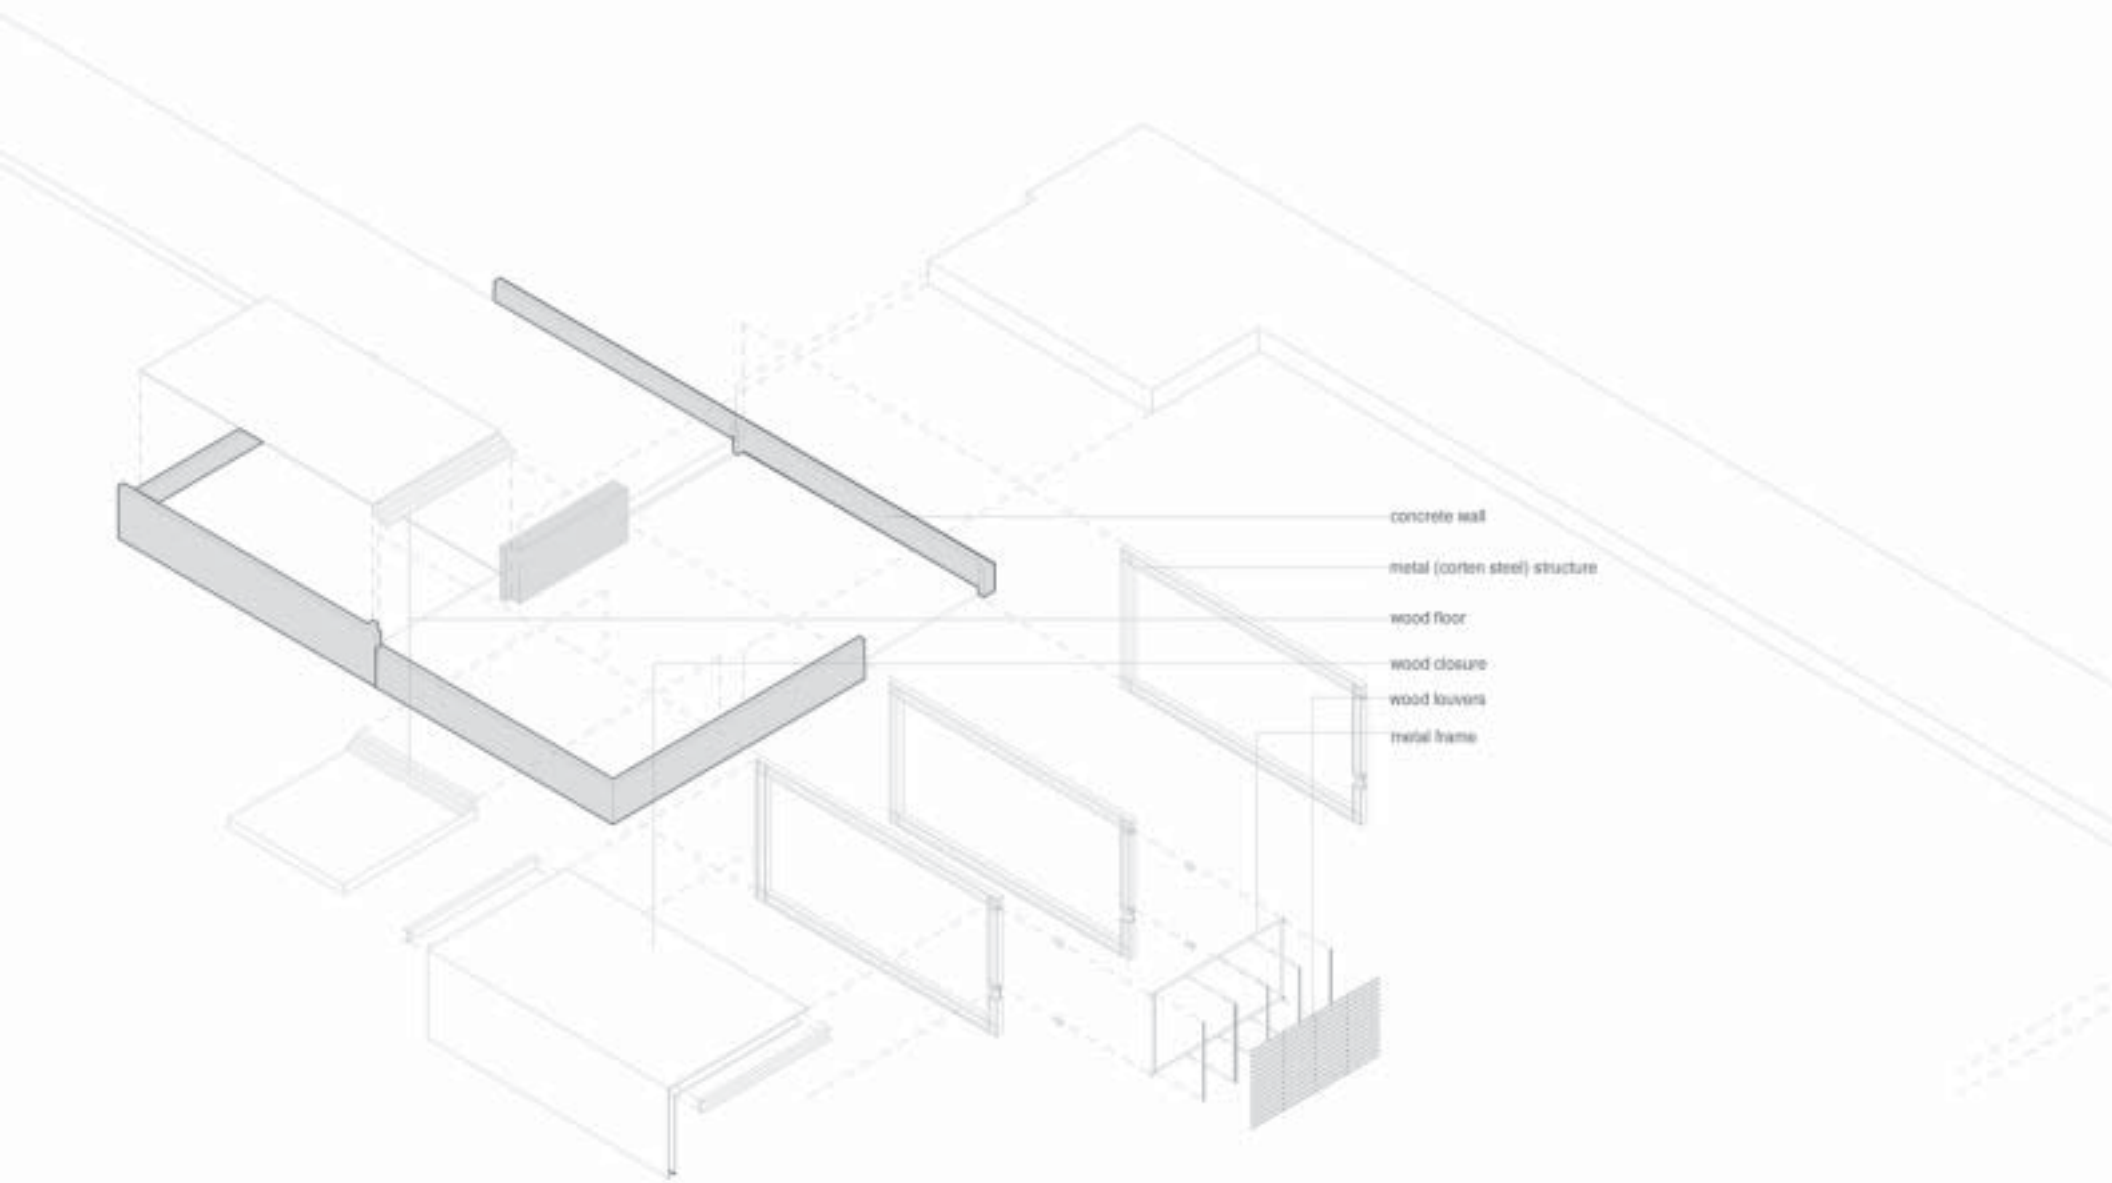 concrete wall
metal (corten steel) structure
wood floor
wood closure
wood louvers
metal frame